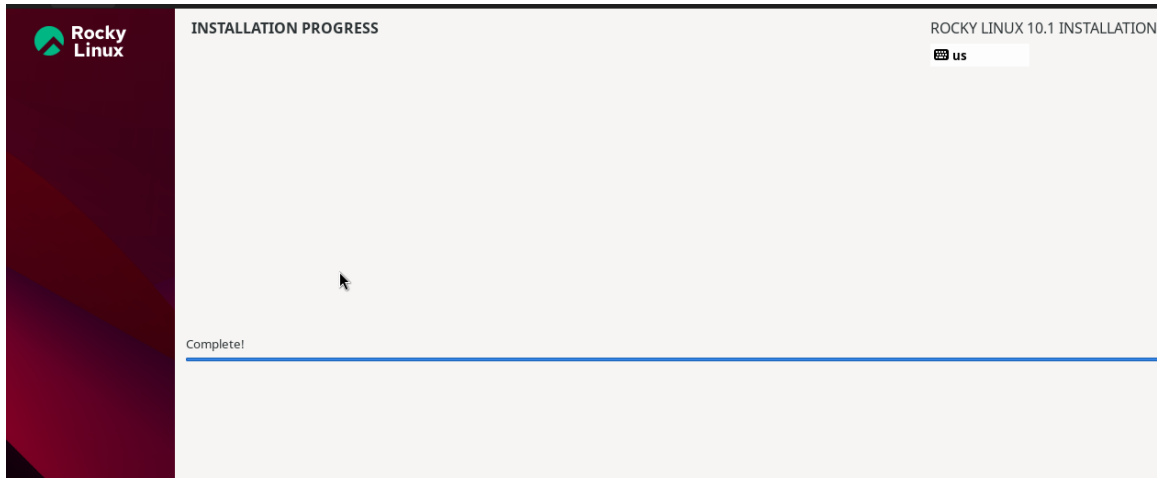 Rocky
Linux
INSTALLATION PROGRESS
ROCKY LINUX 10.1 INSTALLATION
us
Complete!